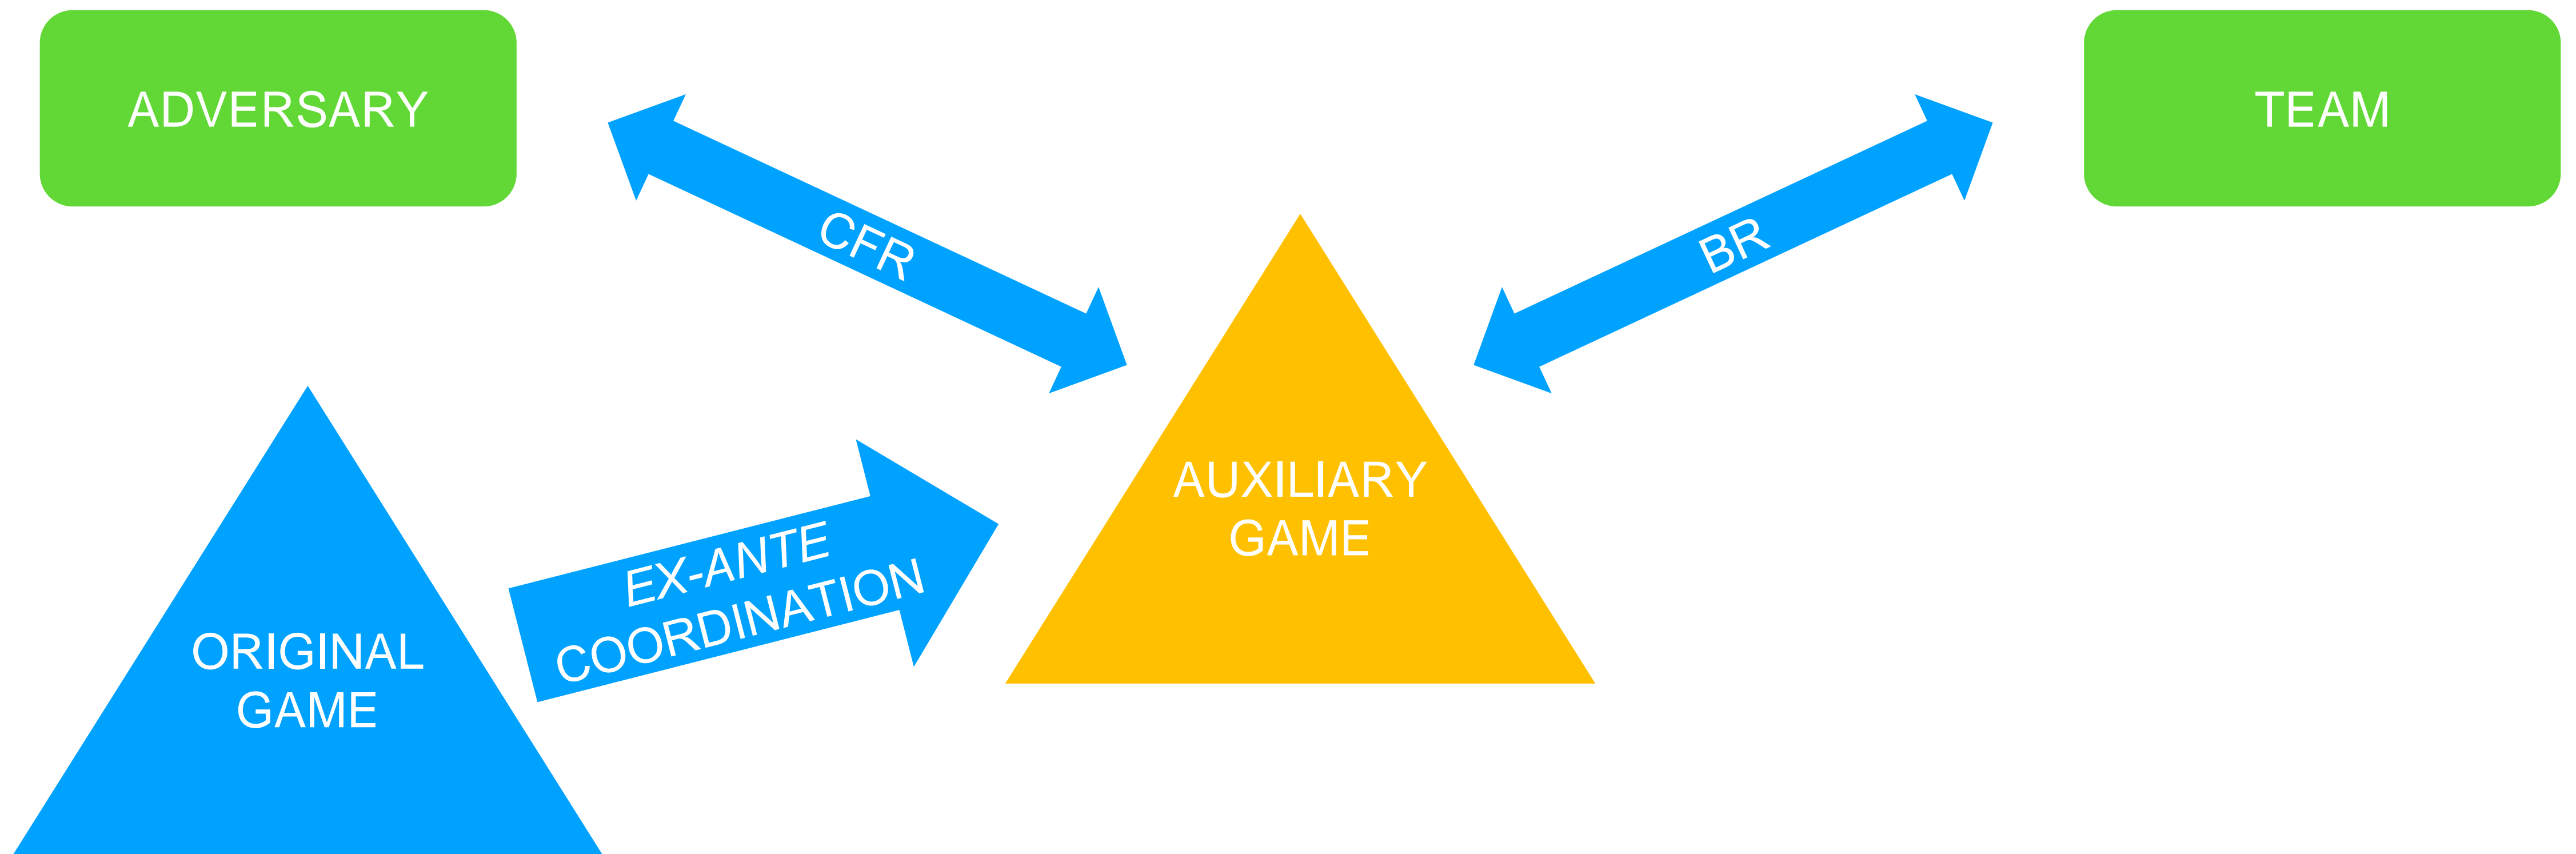 ADVERSARY
TEAM
CFR
BR
AUXILIARY
GAME
EX-ANTE
COORDINATION
ORIGINAL
GAME